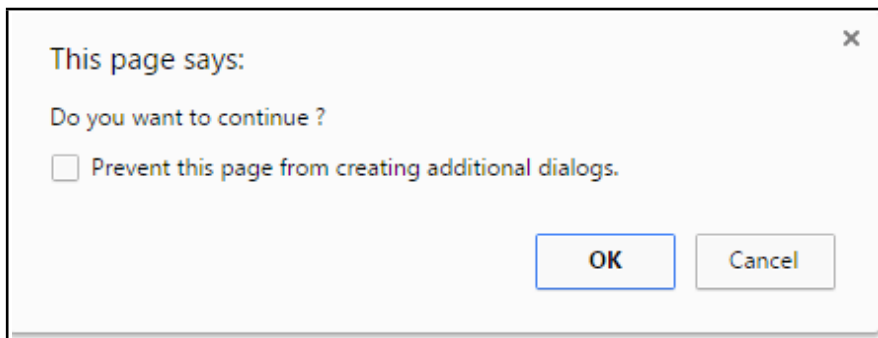 This page says:
Do you want to continue ?
Prevent this page from creating additional dialogs.
OK Cancel